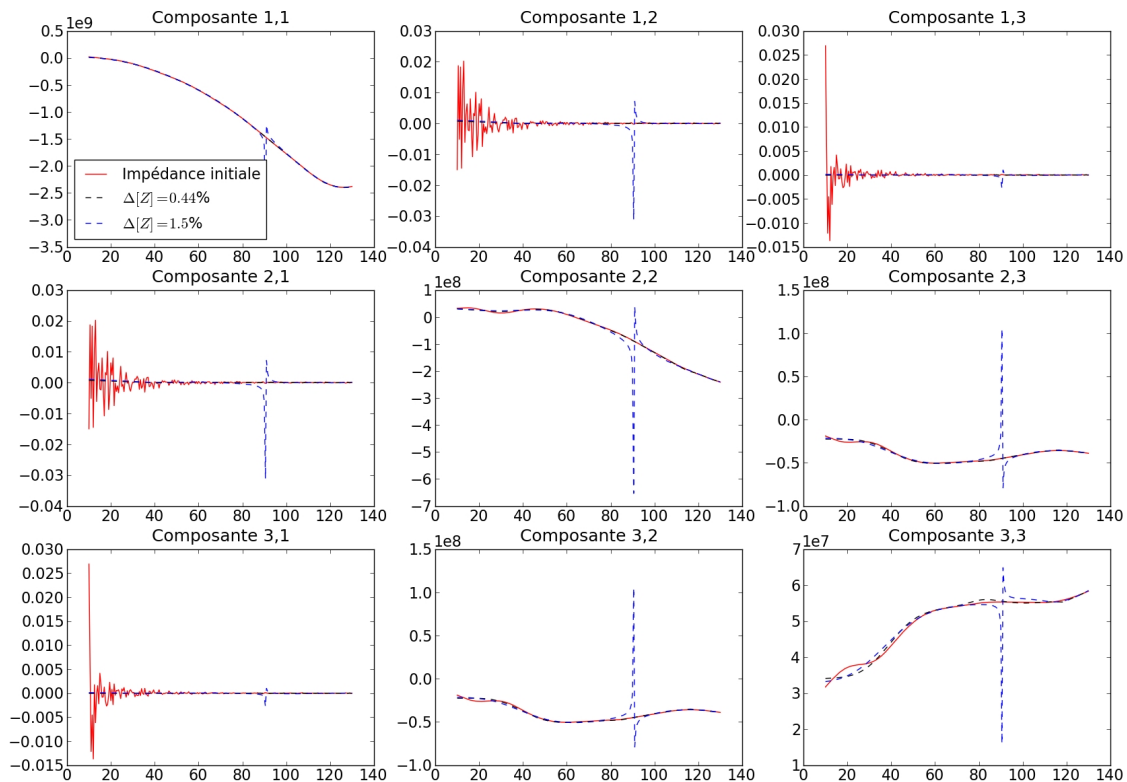 Composante 1,1
1e9
0.5
0.0
−0.5
−1.0
−1.5
−2.0
−2.5
−3.0
−3.5
0 20 40 60 80 100 120 140
Impédance initiale
Δ[Z]=0.44%
Δ[Z]=1.5%
Composante 1,2
0.03
0.02
0.01
0.00
−0.01
−0.02
−0.03
−0.04
0 20 40 60 80 100 120 140
Composante 1,3
0.030
0.025
0.020
0.015
0.010
0.005
0.000
−0.005
−0.010
−0.015
0 20 40 60 80 100 120 140
Composante 2,1
0.03
0.02
0.01
0.00
−0.01
−0.02
−0.03
−0.04
0 20 40 60 80 100 120 140
Composante 2,2
1e8
1
0
−1
−2
−3
−4
−5
−6
−7
0 20 40 60 80 100 120 140
Composante 2,3
1e8
1.5
1.0
0.5
0.0
−0.5
−1.0
0 20 40 60 80 100 120 140
Composante 3,1
0.030
0.025
0.020
0.015
0.010
0.005
0.000
−0.005
−0.010
−0.015
0 20 40 60 80 100 120 140
Composante 3,2
1e8
1.5
1.0
0.5
0.0
−0.5
−1.0
0 20 40 60 80 100 120 140
Composante 3,3
1e7
7
6
5
4
3
2
1
0 20 40 60 80 100 120 140